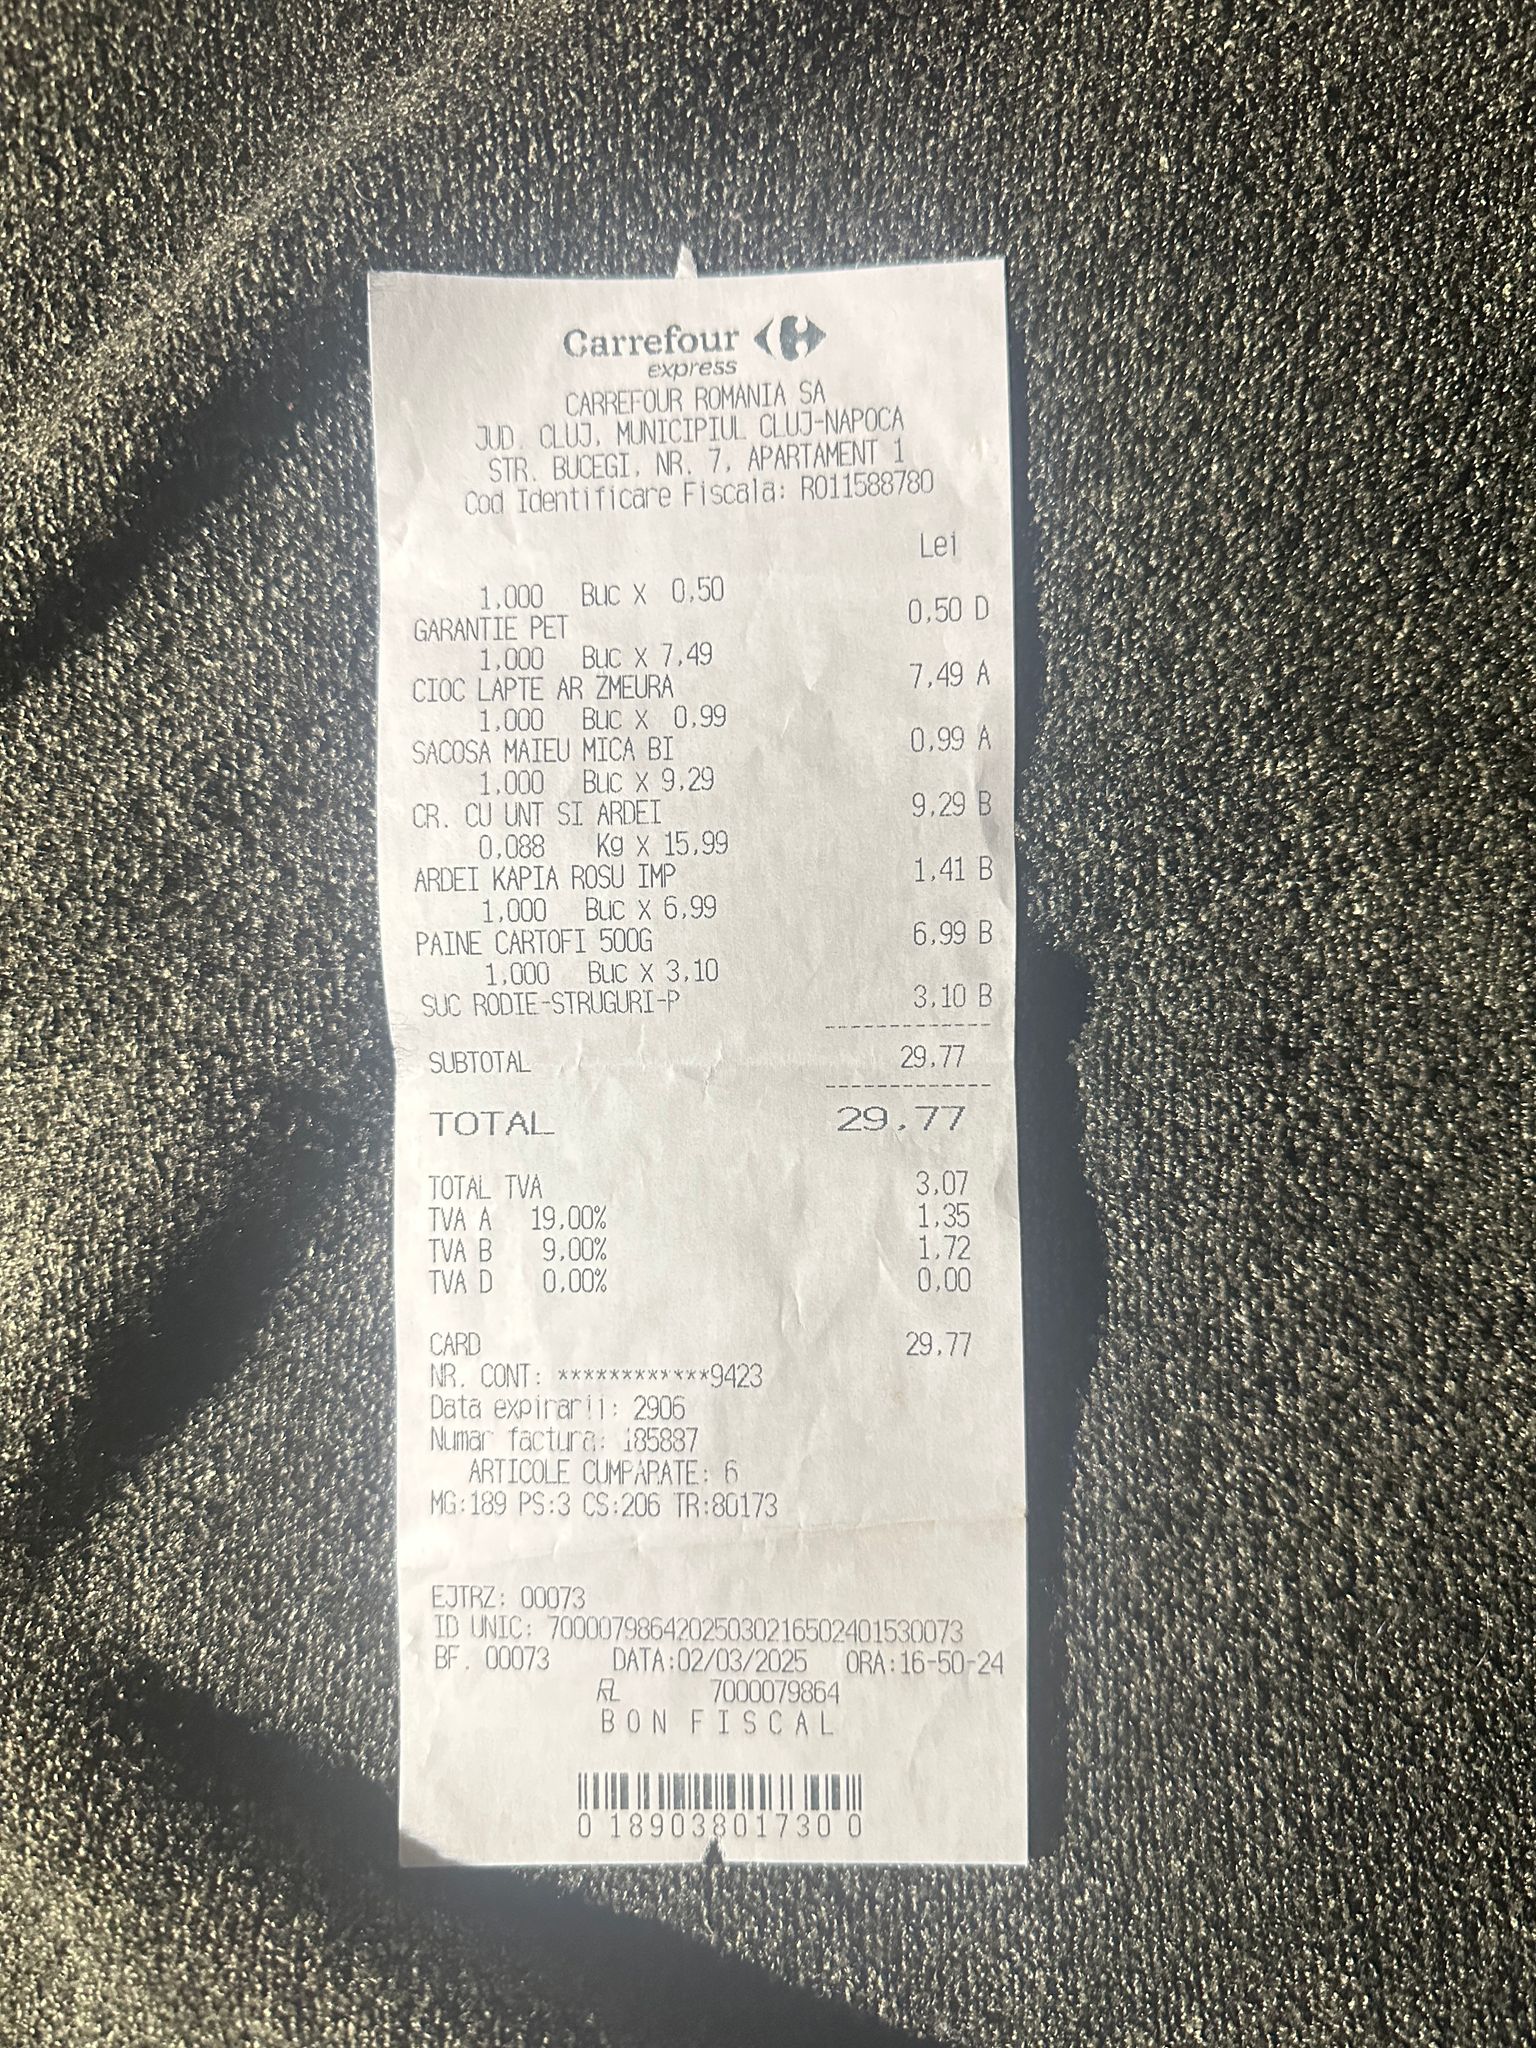 Carrefour
express
CARREFOUR ROMANIA SA
JUD. CLUJ, MUNICIPIUL CLUJ-NAPOCA
STR. BUCEGI, NR. 7, APARTAMENT 1
Cod Identificare Fiscala: RO11588780
Lei
1,000 Buc X 0,50
GARANTIE PET 0,50 D
1,000 Buc X 7,49
CIOC LAPTE AR ZMEURA 7,49 A
1,000 Buc X 0,99
SACOSA MAIEU MICA BI 0,99 A
1,000 Buc X 9,29
CR. CU UNT SI ARDEI 9,29 B
0,088 Kg X 15,99
ARDEI KAPIA ROSU IMP 1,41 B
1,000 Buc X 6,99
PAINE CARTOFI 500G 6,99 B
1,000 Buc X 3,10
SUC RODIE-STRUGURI-P 3,10 B
SUBTOTAL 29,77
TOTAL 29,77
TOTAL TVA 3,07
TVA A 19,00% 1,35
TVA B 9,00% 1,72
TVA D 0,00% 0,00
CARD 29,77
NR. CONT: ************9423
Data expirarii: 2906
Numar factura: 185887
ARTICOLE CUMPARATE: 6
MG:189 PS:3 CS:206 TR:80173
EJTRZ: 00073
ID UNIC: 70000798642025030216502401530073
BF. 00073 DATA:02/03/2025 ORA:16-50-24
RL 7000079864
BON FISCAL
0 18903801730 0